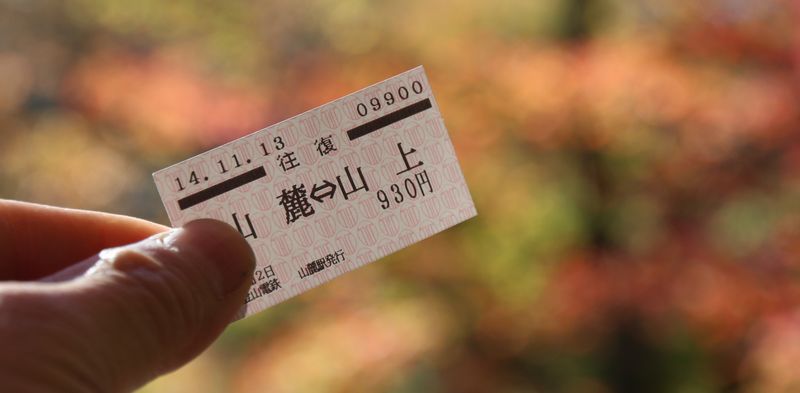 14.11.13 09900
往復
山麓⇔山上
930円
2日 山麓駅発行
山電鉄